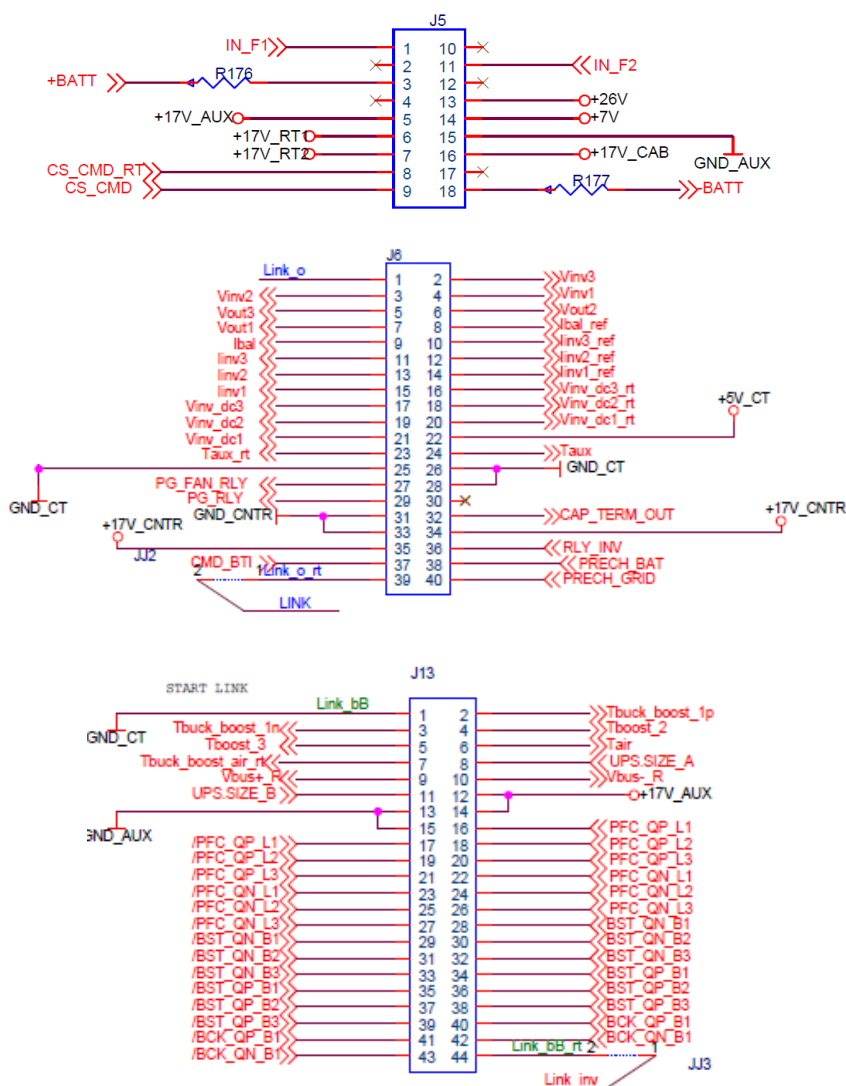 J5
IN_F1 1 10
2 11 IN_F2
+BATT R176 3 12
4 13 +26V
+17V_AUX 5 14 +7V
+17V_RT1 6 15 GND_AUX
+17V_RT2 7 16 +17V_CAB
CS_CMD_RT 8 17
CS_CMD 9 18 R177 -BATT
J6
Link_o 1 2 Vinv3
Vinv2 3 4 Vinv1
Vout3 5 6 Vout2
Vout1 7 8 Ibal_ref
Ibal 9 10 Iinv3_ref
Iinv3 11 12 Iinv2_ref
Iinv2 13 14 Iinv1_ref
Iinv1 15 16 Vinv_dc3_rt
Vinv_dc3 17 18 Vinv_dc2_rt
Vinv_dc2 19 20 Vinv_dc1_rt
Vinv_dc1 21 22 +5V_CT
Taux_rt 23 24 Taux
GND_CT 25 26 GND_CT
PG_FAN_RLY 27 28
PG_RLY 29 30
GND_CNTR 31 32 CAP_TERM_OUT
33 34 +17V_CNTR
+17V_CNTR 35 36 RLY_INV
JJ2
CMD_BTI 37 38 PRECH_BAT
2 1 Link_o_rt 39 40 PRECH_GRID
LINK
J13
START LINK
GND_CT Link_bB 1 2 Tbuck_boost_1p
Tbuck_boost_1n 3 4 Tboost_2
Tboost_3 5 6 Tair
Tbuck_boost_air_rt 7 8 UPS.SIZE_A
Vbus+_R 9 10 Vbus-_R
UPS.SIZE_B 11 12 +17V_AUX
GND_AUX 13 14
15 16 PFC_QP_L1
/PFC_QP_L1 17 18 PFC_QP_L2
/PFC_QP_L2 19 20 PFC_QP_L3
/PFC_QP_L3 21 22 PFC_QN_L1
/PFC_QN_L1 23 24 PFC_QN_L2
/PFC_QN_L2 25 26 PFC_QN_L3
/PFC_QN_L3 27 28 BST_QN_B1
/BST_QN_B1 29 30 BST_QN_B2
/BST_QN_B2 31 32 BST_QN_B3
/BST_QN_B3 33 34 BST_QP_B1
/BST_QP_B1 35 36 BST_QP_B2
/BST_QP_B2 37 38 BST_QP_B3
/BST_QP_B3 39 40 BCK_QP_B1
/BCK_QP_B1 41 42 BCK_QN_B1
/BCK_QN_B1 43 44 Link_bB_rt 2 1
JJ3
Link_inv